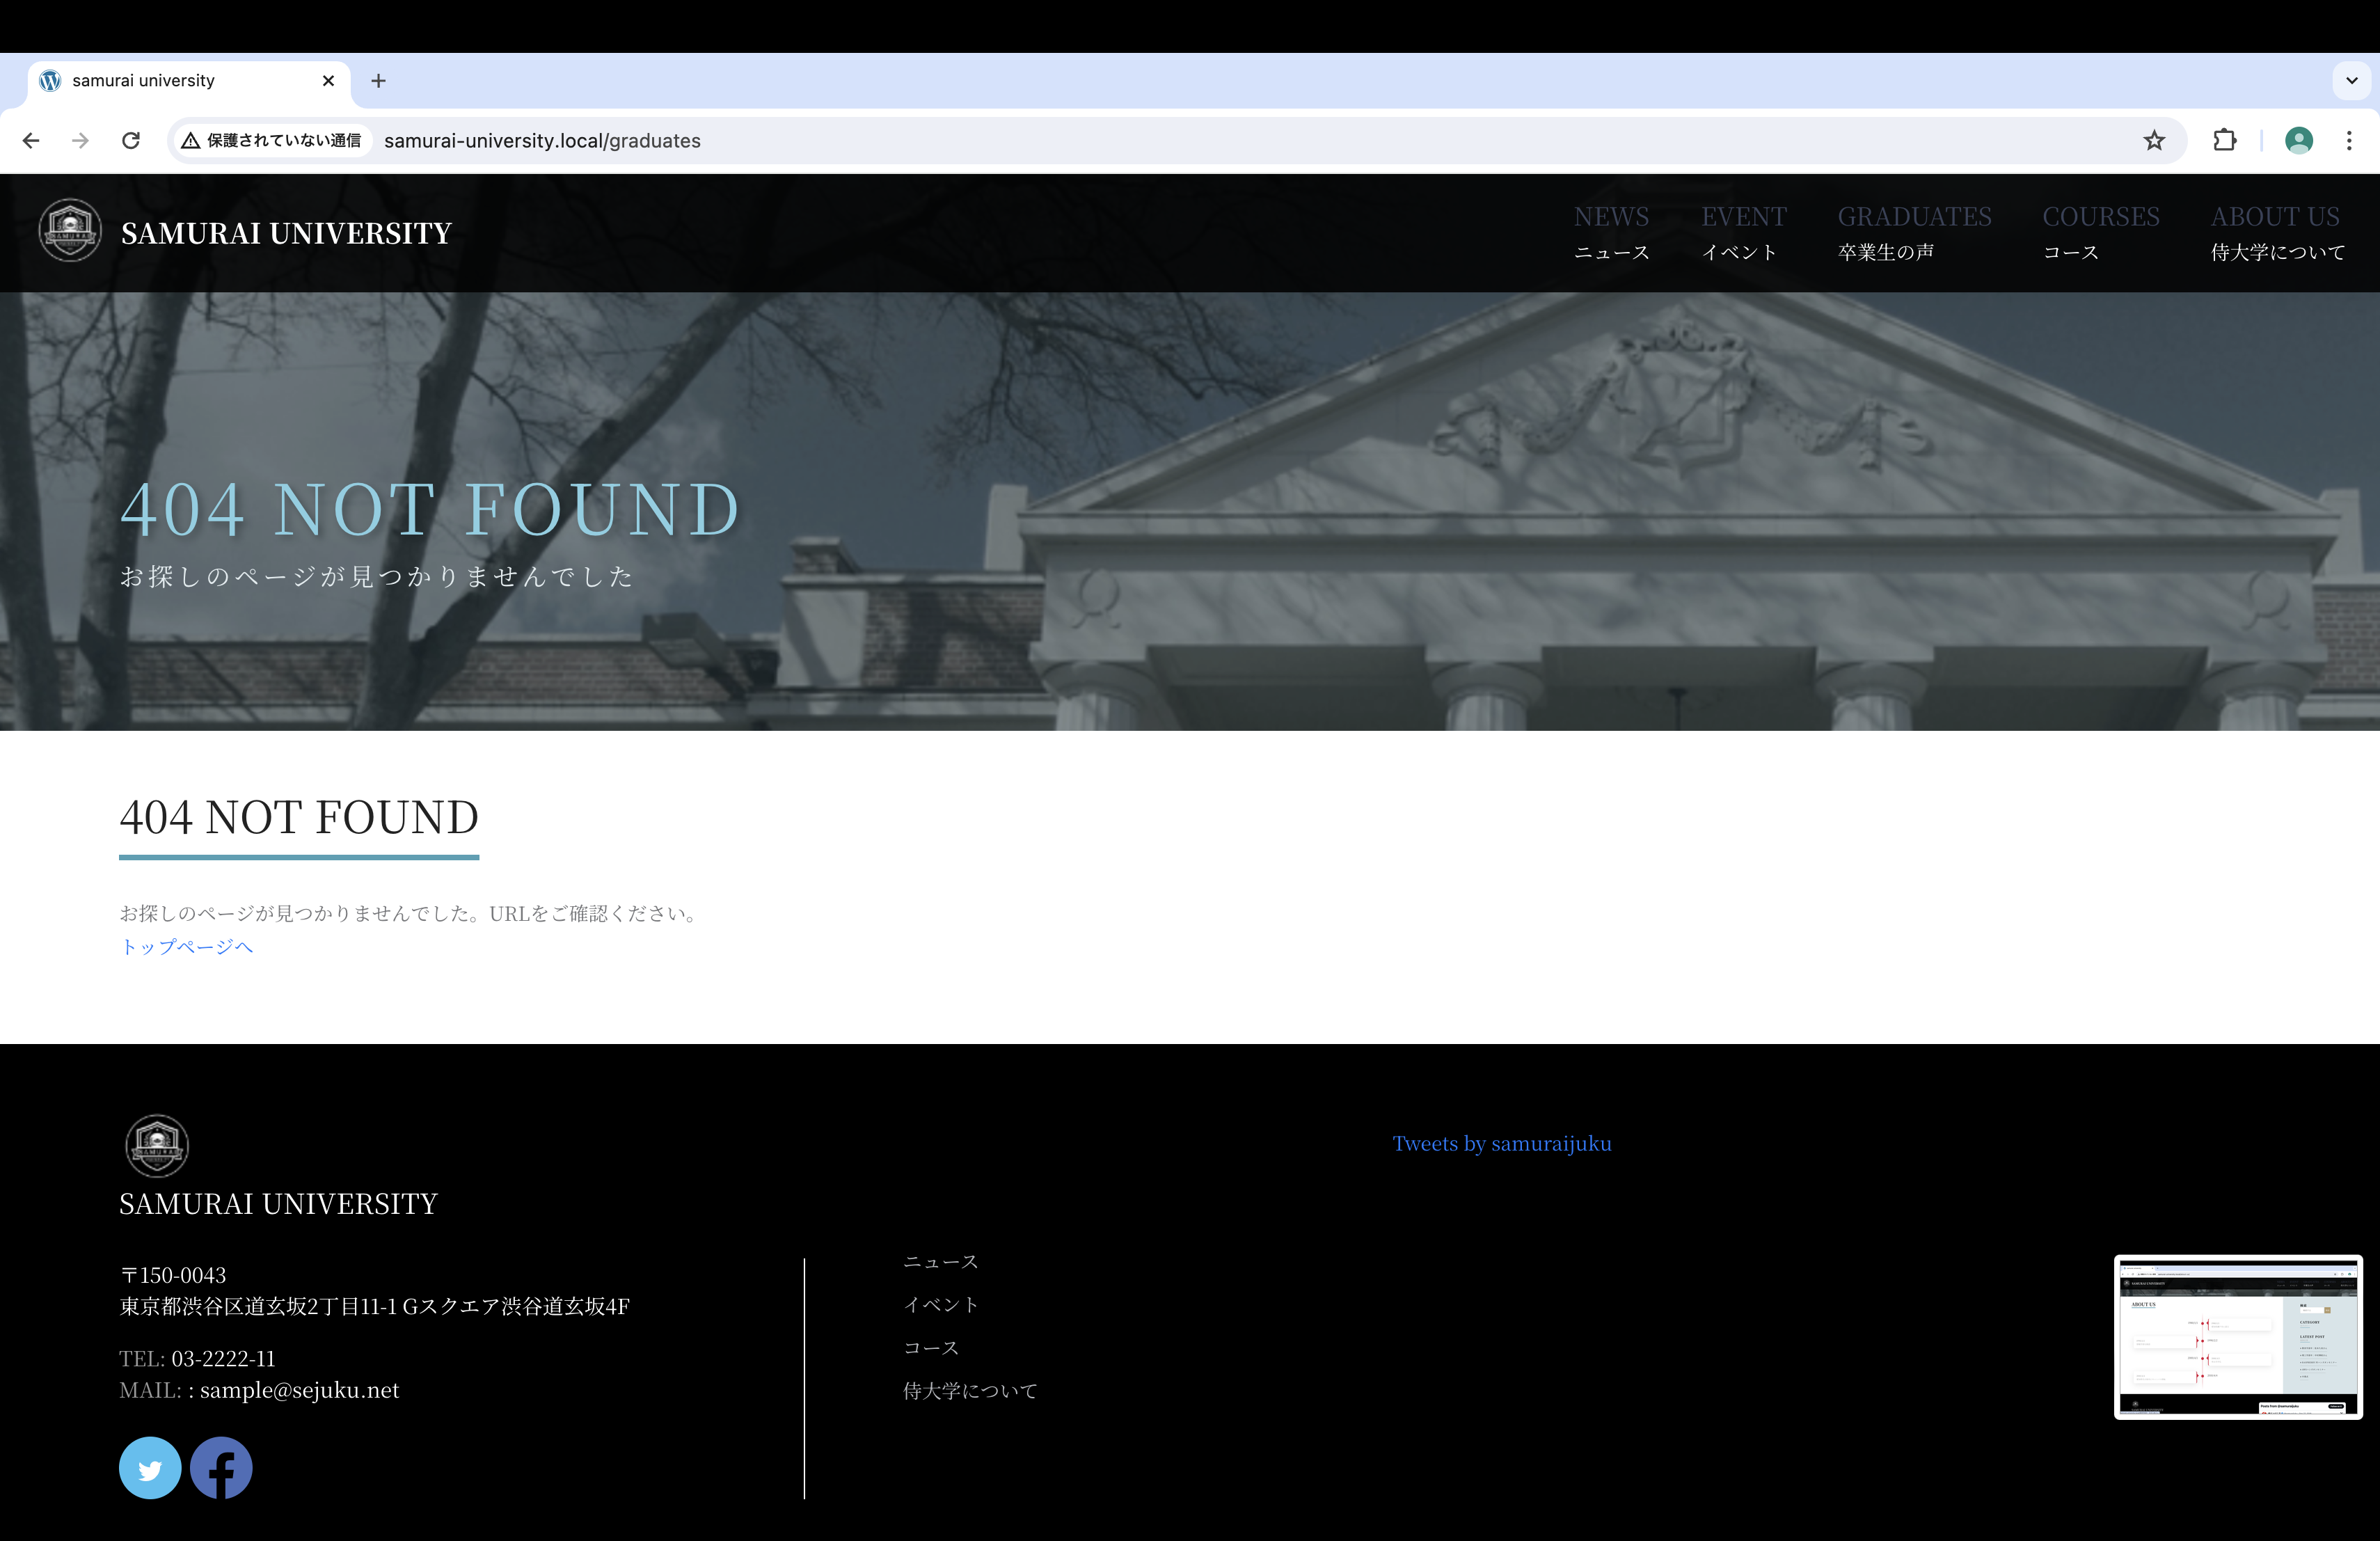 samurai university
保護されていない通信 samurai-university.local/graduates
SAMURAI UNIVERSITY
NEWS EVENT GRADUATES COURSES ABOUT US
ニュース イベント 卒業生の声 コース 侍大学について
404 NOT FOUND
お探しのページが見つかりませんでした
404 NOT FOUND
お探しのページが見つかりませんでした。URLをご確認ください。
トップページへ
SAMURAI UNIVERSITY
〒150-0043
東京都渋谷区道玄坂2丁目11-1 Gスクエア渋谷道玄坂4F
TEL: 03-2222-11
MAIL: : sample@sejuku.net
ニュース
イベント
コース
侍大学について
Tweets by samuraijuku
ABOUT US
CATEGORY
LATEST POST